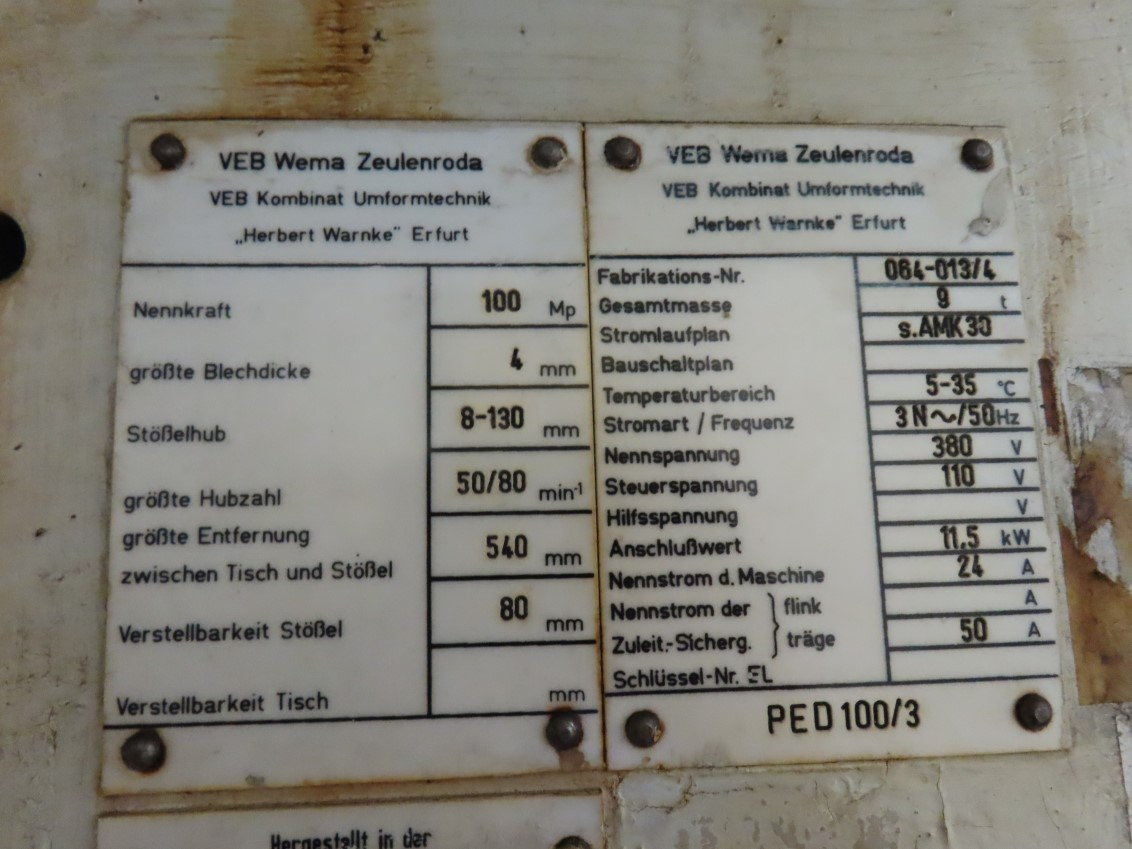 VEB Wema Zeulenroda
VEB Kombinat Umformtechnik
„Herbert Warnke“ Erfurt
Nennkraft 100 Mp
größte Blechdicke 4 mm
Stößelhub 8-130 mm
größte Hubzahl 50/80 min-1
größte Entfernung
zwischen Tisch und Stößel 540 mm
Verstellbarkeit Stößel 80 mm
Verstellbarkeit Tisch mm
VEB Wema Zeulenroda
VEB Kombinat Umformtechnik
„Herbert Warnke“ Erfurt
Fabrikations-Nr. 064-013/4
Gesamtmasse 9 t
Stromlaufplan s.AMK 30
Bauschaltplan
Temperaturbereich 5-35 °C
Stromart / Frequenz 3N~/50 Hz
Nennspannung 380 V
Steuerspannung 110 V
Hilfsspannung V
Anschlußwert 11,5 kW
Nennstrom d. Maschine 24 A
Nennstrom der } flink A
Zuleit.-Sicherg. } träge 50 A
Schlüssel-Nr. EL
PED 100/3
Hergestellt in der